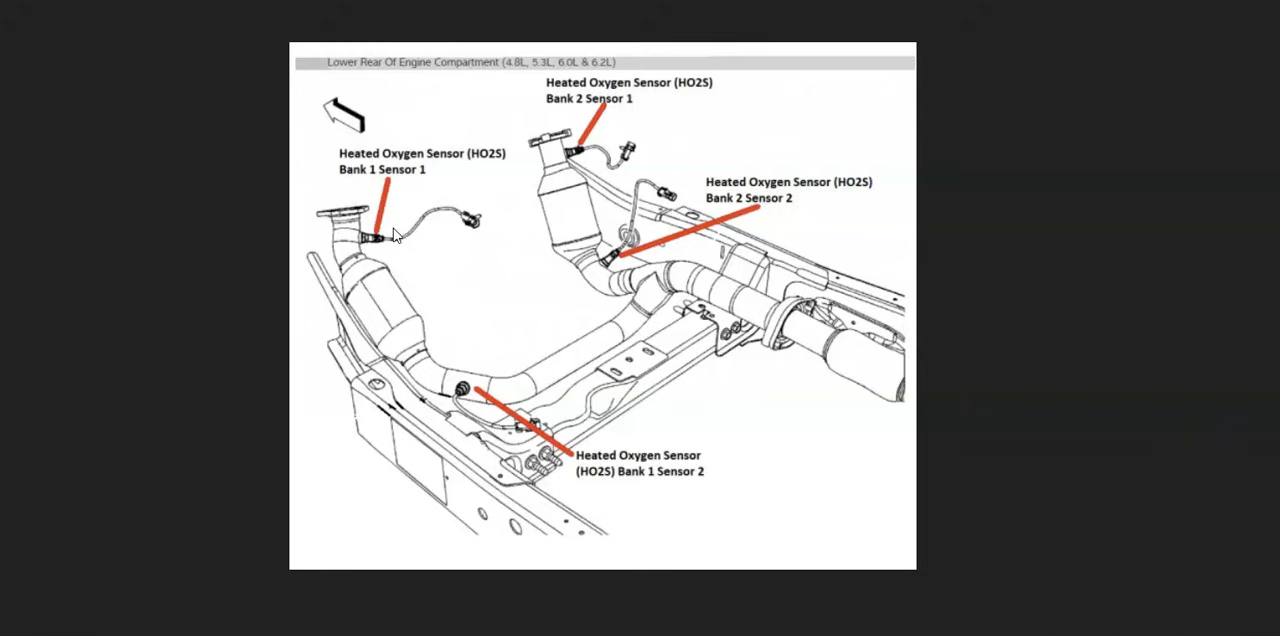 Lower Rear Of Engine Compartment (4.8L, 5.3L, 6.0L & 6.2L)
Heated Oxygen Sensor (HO2S)
Bank 2 Sensor 1
Heated Oxygen Sensor (HO2S)
Bank 1 Sensor 1
Heated Oxygen Sensor (HO2S)
Bank 2 Sensor 2
Heated Oxygen Sensor
(HO2S) Bank 1 Sensor 2